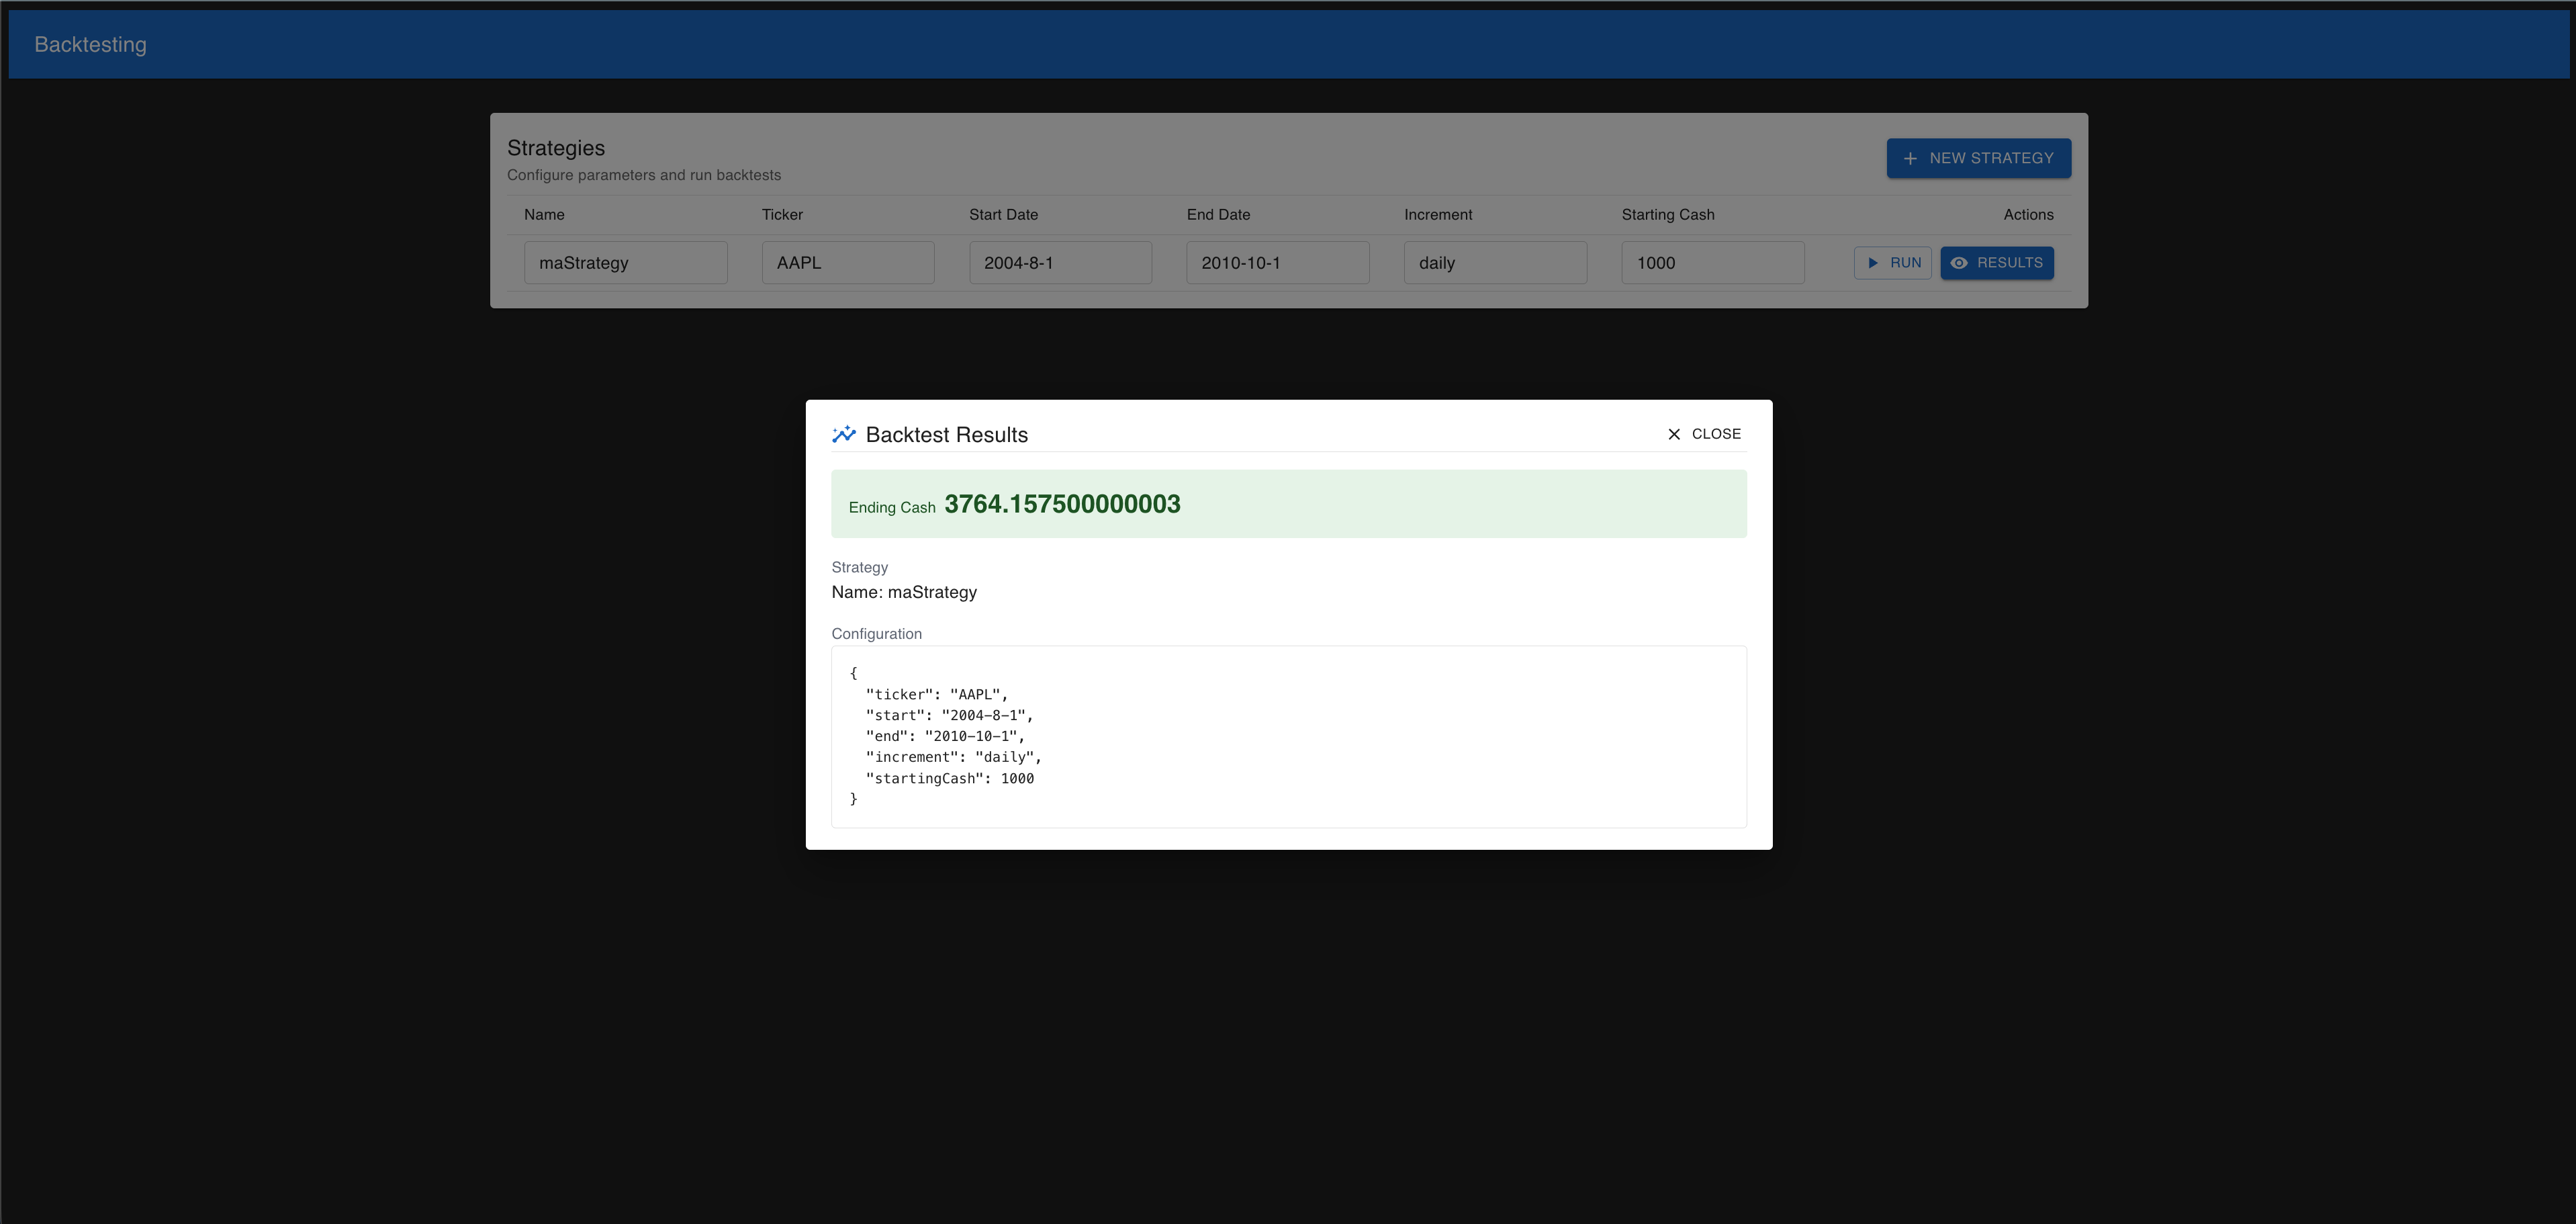 Backtesting
Strategies
Configure parameters and run backtests
NEW STRATEGY
Name Ticker Start Date End Date Increment Starting Cash Actions
maStrategy AAPL 2004-8-1 2010-10-1 daily 1000 RUN RESULTS
Backtest Results
CLOSE
Ending Cash 3764.157500000003
Strategy
Name: maStrategy
Configuration
{
"ticker": "AAPL",
"start": "2004-8-1",
"end": "2010-10-1",
"increment": "daily",
"startingCash": 1000
}